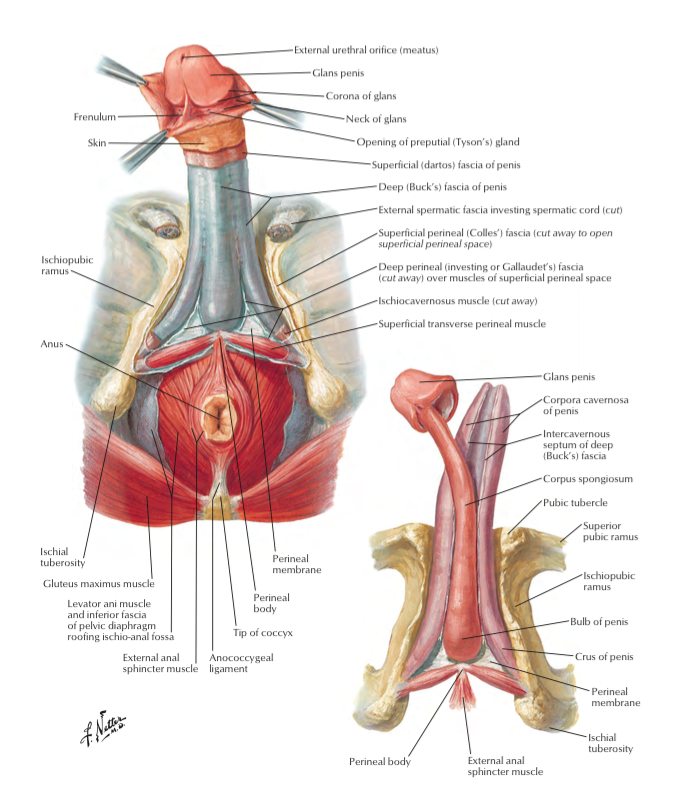 External urethral orifice (meatus)
Glans penis
Corona of glans
Frenulum
Neck of glans
Skin
Opening of preputial (Tyson's) gland
Superficial (dartos) fascia of penis
Deep (Buck's) fascia of penis
External spermatic fascia investing spermatic cord (cut)
Superficial perineal (Colles') fascia (cut away to open
superficial perineal space)
Ischiopubic
ramus
Deep perineal (investing or Gallaudet's) fascia
(cut away) over muscles of superficial perineal space
Ischiocavernosus muscle (cut away)
Superficial transverse perineal muscle
Anus
Ischial
tuberosity
Gluteus maximus muscle
Levator ani muscle
and inferior fascia
of pelvic diaphragm
roofing ischio-anal fossa
External anal
sphincter muscle
Anococcygeal
ligament
Tip of coccyx
Perineal
body
Perineal
membrane
Glans penis
Corpora cavernosa
of penis
Intercavernous
septum of deep
(Buck's) fascia
Corpus spongiosum
Pubic tubercle
Superior
pubic ramus
Ischiopubic
ramus
Bulb of penis
Crus of penis
Perineal
membrane
Ischial
tuberosity
Perineal body
External anal
sphincter muscle
F. Netter
M.D.